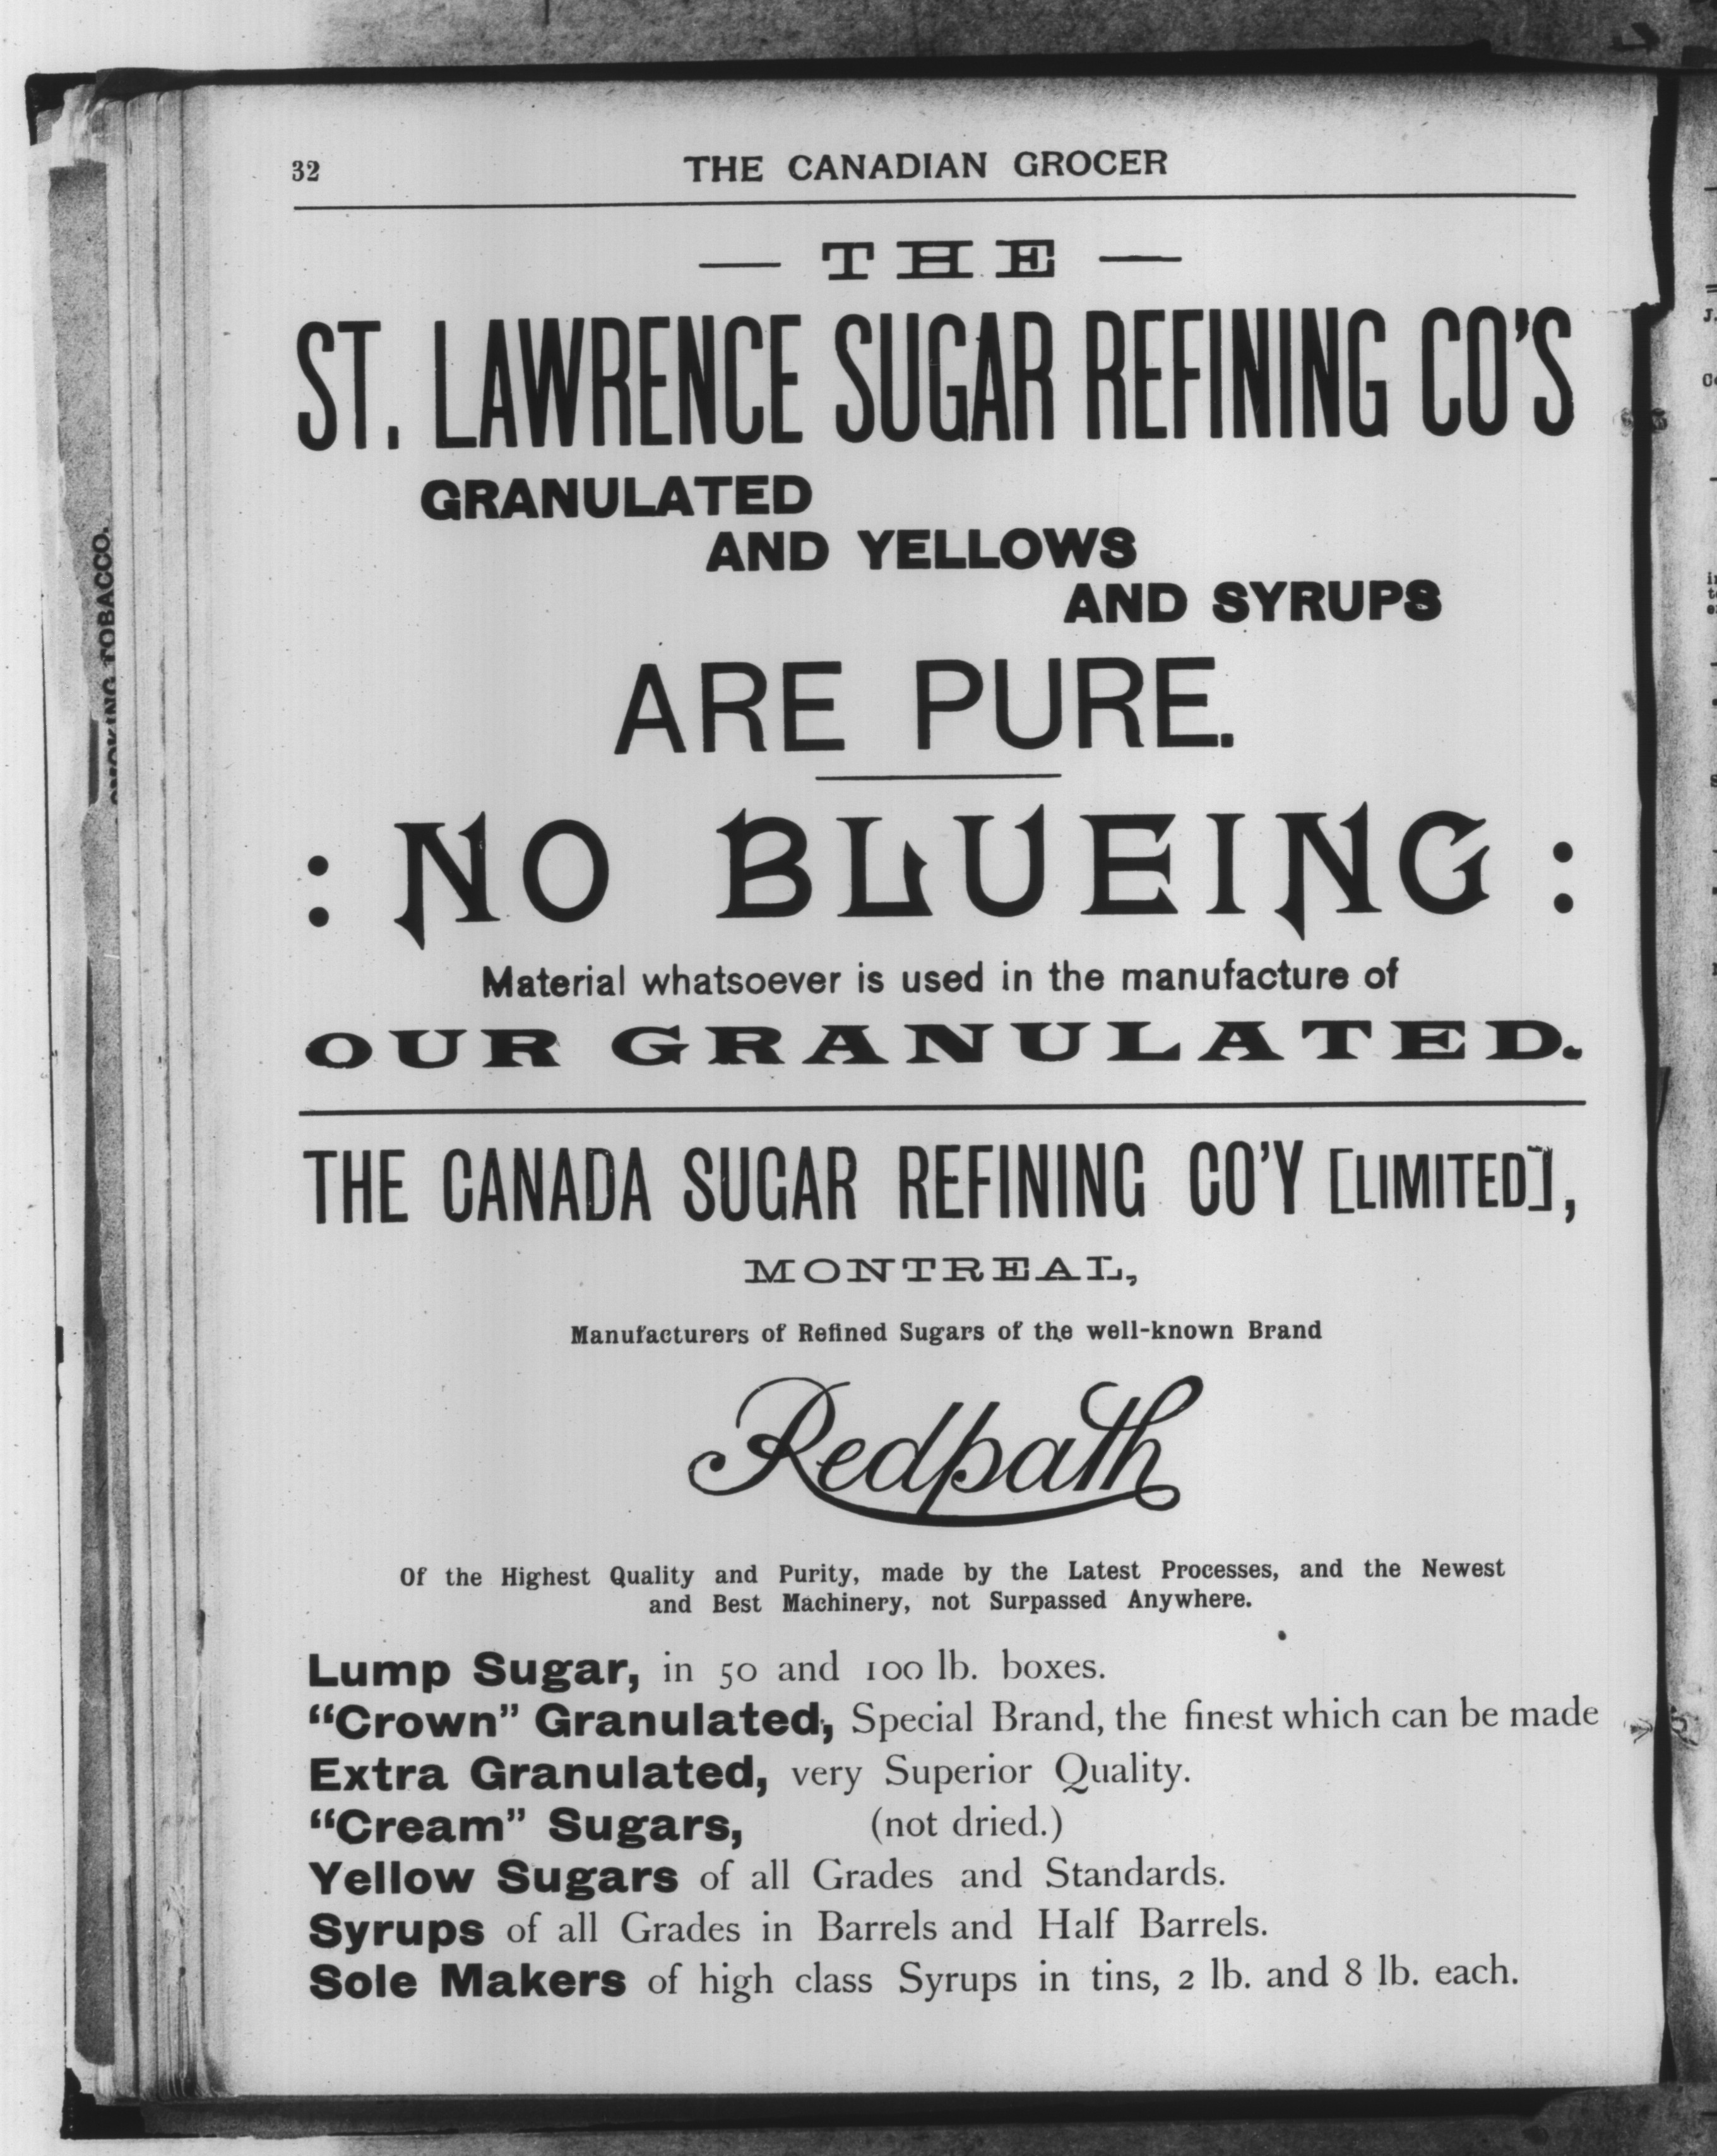 32
THE CANADIAN GROCER
— THE —
ST. LAWRENCE SUGAR REFINING CO'S
GRANULATED
AND YELLOWS
AND SYRUPS
ARE PURE.
: NO BLUEING :
Material whatsoever is used in the manufacture of
OUR GRANULATED.
THE CANADA SUGAR REFINING CO'Y [LIMITED],
MONTREAL,
Manufacturers of Refined Sugars of the well-known Brand
Redpath
Of the Highest Quality and Purity, made by the Latest Processes, and the Newest
and Best Machinery, not Surpassed Anywhere.
Lump Sugar, in 50 and 100 lb. boxes.
"Crown" Granulated, Special Brand, the finest which can be made
Extra Granulated, very Superior Quality.
"Cream" Sugars, (not dried.)
Yellow Sugars of all Grades and Standards.
Syrups of all Grades in Barrels and Half Barrels.
Sole Makers of high class Syrups in tins, 2 lb. and 8 lb. each.
SMOKING TOBACCO.